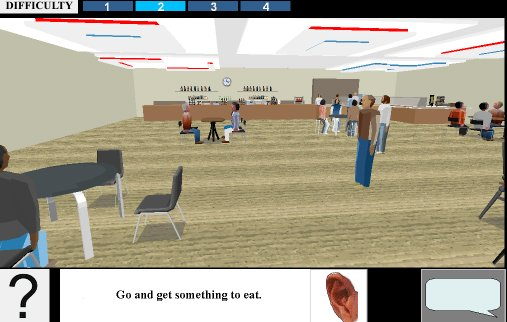 DIFFICULTY 1 2 3 4
Go and get something to eat.
?